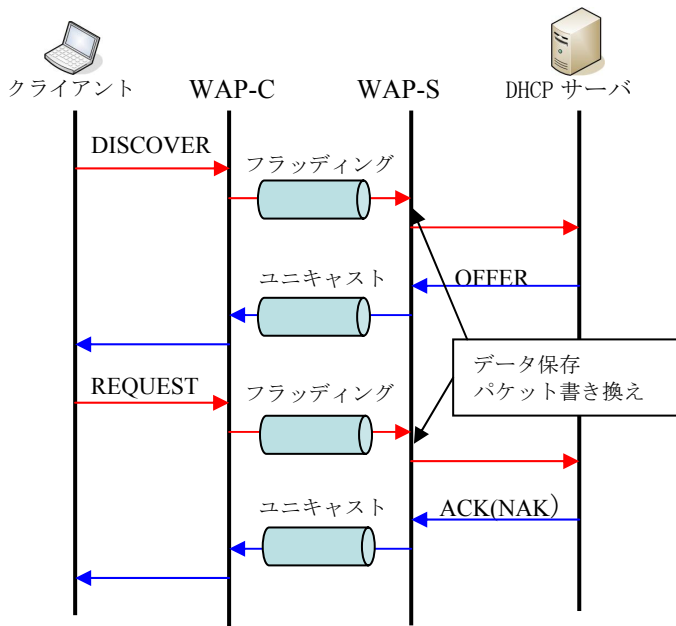 クライアント
WAP-C
WAP-S
DHCP サーバ
DISCOVER
フラッディング
ユニキャスト
OFFER
REQUEST
フラッディング
データ保存
パケット書き換え
ユニキャスト
ACK(NAK）